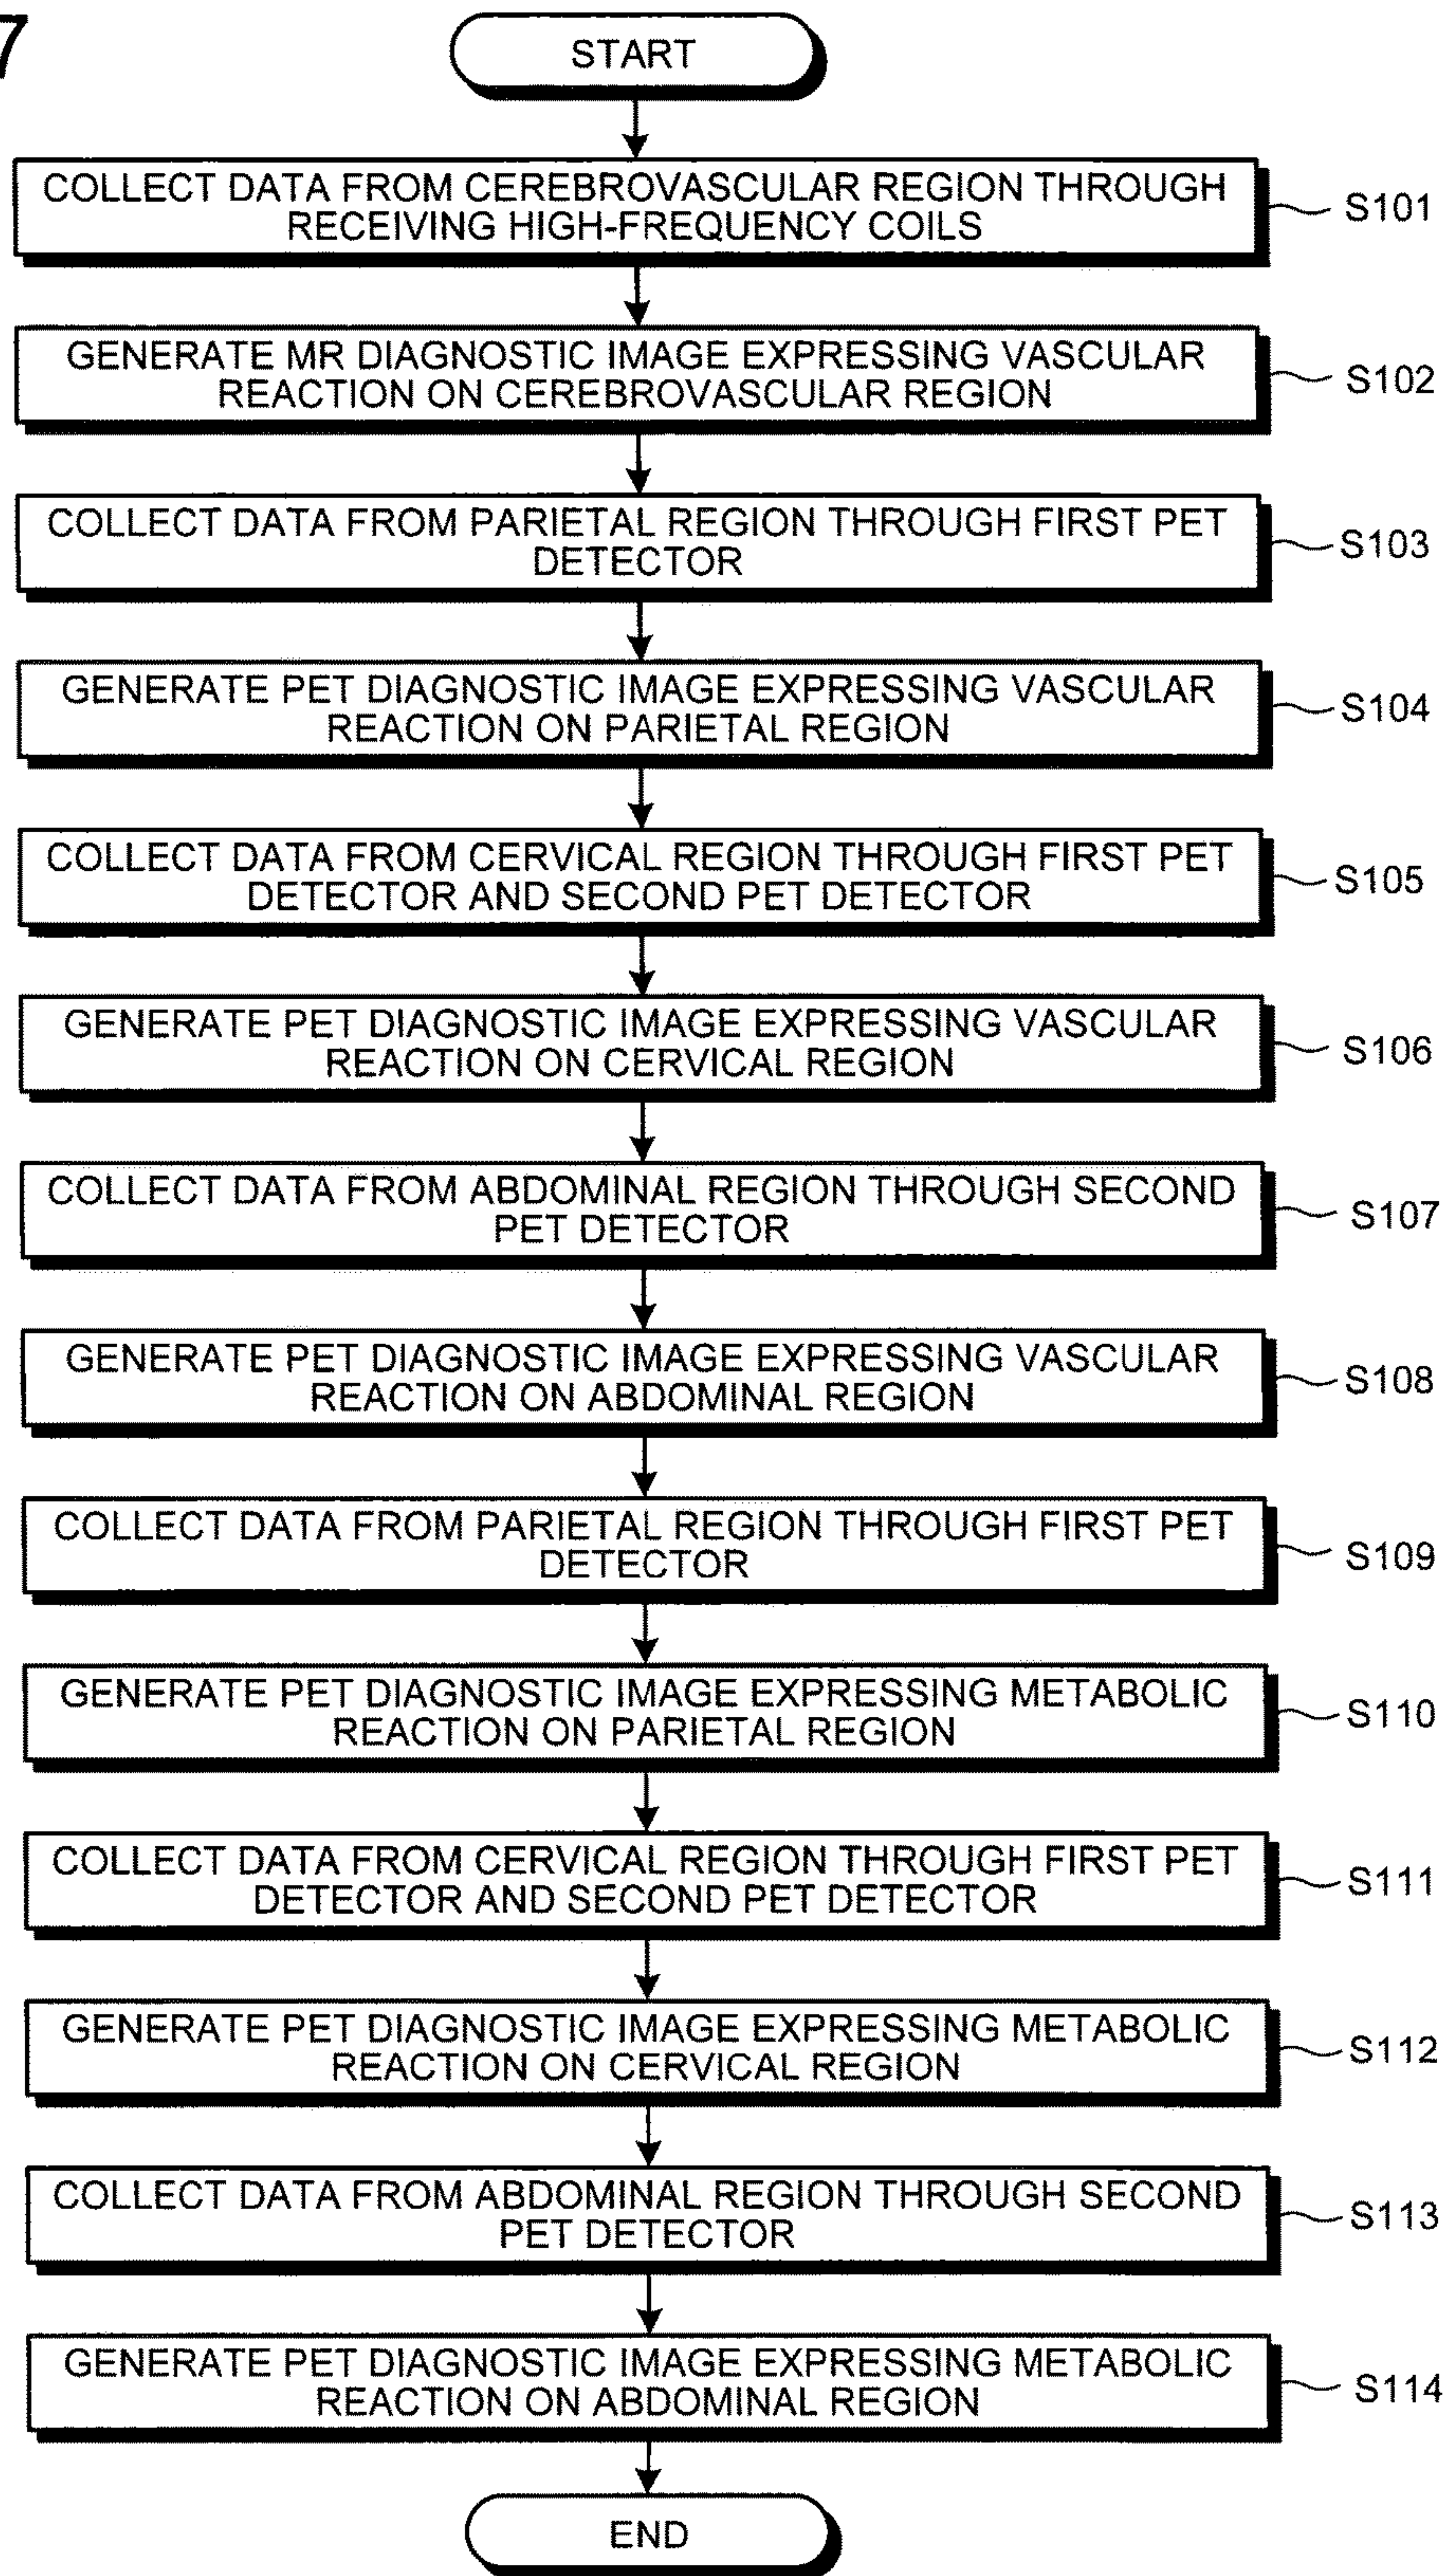 7
START
COLLECT DATA FROM CEREBROVASCULAR REGION THROUGH
RECEIVING HIGH-FREQUENCY COILS
S101
GENERATE MR DIAGNOSTIC IMAGE EXPRESSING VASCULAR
REACTION ON CEREBROVASCULAR REGION
S102
COLLECT DATA FROM PARIETAL REGION THROUGH FIRST PET
DETECTOR
S103
GENERATE PET DIAGNOSTIC IMAGE EXPRESSING VASCULAR
REACTION ON PARIETAL REGION
S104
COLLECT DATA FROM CERVICAL REGION THROUGH FIRST PET
DETECTOR AND SECOND PET DETECTOR
S105
GENERATE PET DIAGNOSTIC IMAGE EXPRESSING VASCULAR
REACTION ON CERVICAL REGION
S106
COLLECT DATA FROM ABDOMINAL REGION THROUGH SECOND
PET DETECTOR
S107
GENERATE PET DIAGNOSTIC IMAGE EXPRESSING VASCULAR
REACTION ON ABDOMINAL REGION
S108
COLLECT DATA FROM PARIETAL REGION THROUGH FIRST PET
DETECTOR
S109
GENERATE PET DIAGNOSTIC IMAGE EXPRESSING METABOLIC
REACTION ON PARIETAL REGION
S110
COLLECT DATA FROM CERVICAL REGION THROUGH FIRST PET
DETECTOR AND SECOND PET DETECTOR
S111
GENERATE PET DIAGNOSTIC IMAGE EXPRESSING METABOLIC
REACTION ON CERVICAL REGION
S112
COLLECT DATA FROM ABDOMINAL REGION THROUGH SECOND
PET DETECTOR
S113
GENERATE PET DIAGNOSTIC IMAGE EXPRESSING METABOLIC
REACTION ON ABDOMINAL REGION
S114
END